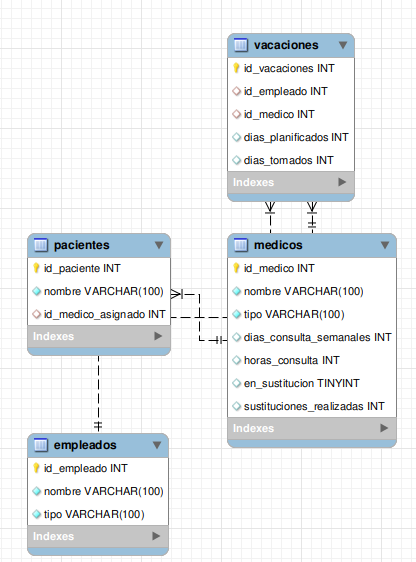 vacaciones
id_vacaciones INT
id_empleado INT
id_medico INT
dias_planificados INT
dias_tomados INT
Indexes
pacientes
id_paciente INT
nombre VARCHAR(100)
id_medico_asignado INT
Indexes
medicos
id_medico INT
nombre VARCHAR(100)
tipo VARCHAR(100)
dias_consulta_semanales INT
horas_consulta INT
en_sustitucion TINYINT
sustituciones_realizadas INT
Indexes
empleados
id_empleado INT
nombre VARCHAR(100)
tipo VARCHAR(100)
Indexes